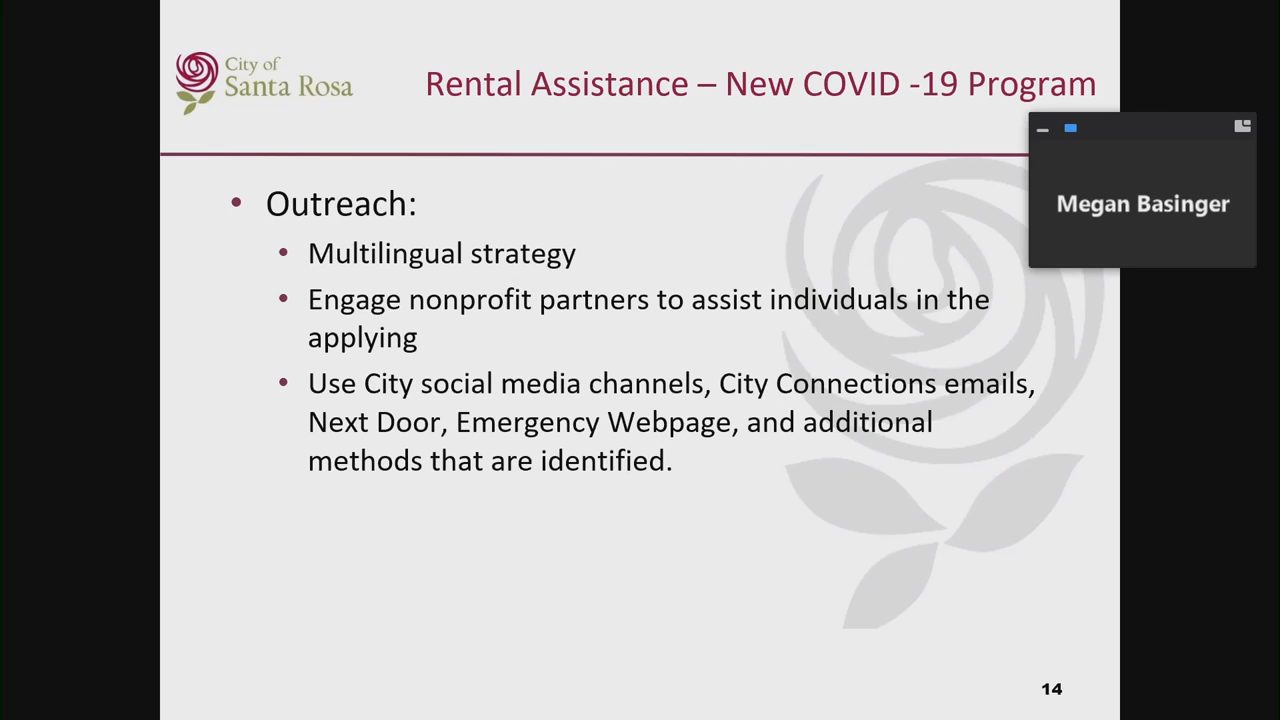 City of
Santa Rosa
Rental Assistance – New COVID -19 Program
Megan Basinger
• Outreach:
• Multilingual strategy
• Engage nonprofit partners to assist individuals in the
applying
• Use City social media channels, City Connections emails,
Next Door, Emergency Webpage, and additional
methods that are identified.
14